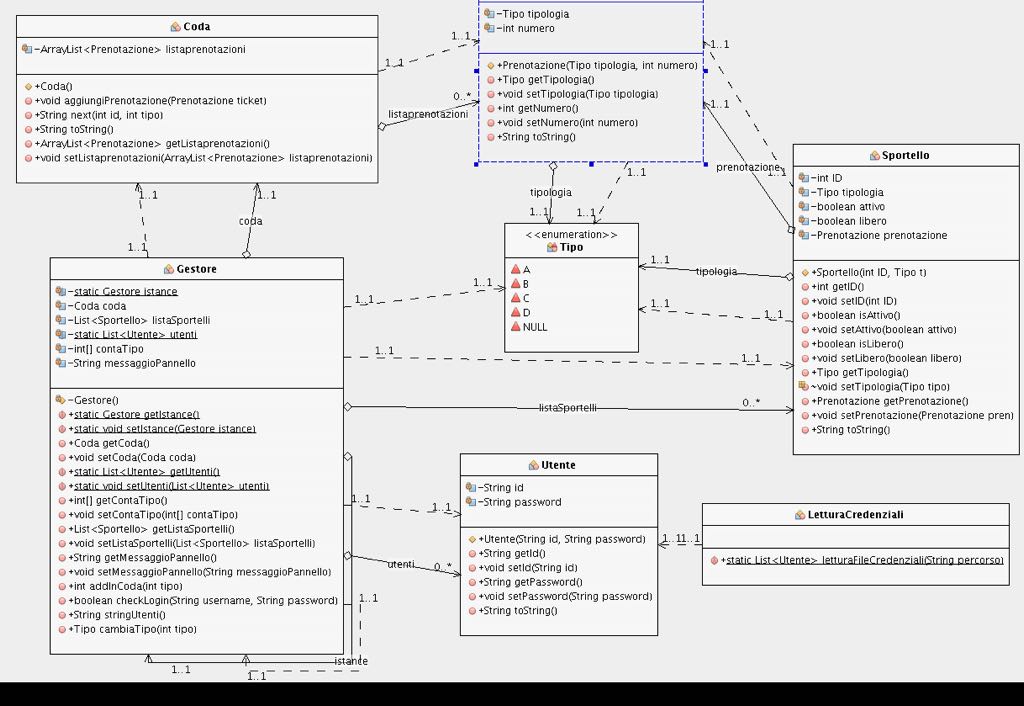 Coda
-ArrayList<Prenotazione> listaprenotazioni
+Coda()
+void aggiungiPrenotazione(Prenotazione ticket)
+String next(int id, int tipo)
+String toString()
+ArrayList<Prenotazione> getListaprenotazioni()
+void setListaprenotazioni(ArrayList<Prenotazione> listaprenotazioni)
1..1
1..1
0..*
listaprenotazioni
-Tipo tipologia
-int numero
+Prenotazione(Tipo tipologia, int numero)
+Tipo getTipologia()
+void setTipologia(Tipo tipologia)
+int getNumero()
+void setNumero(int numero)
+String toString()
1..1
1..1
prenotazione
1..1
Sportello
-int ID
-Tipo tipologia
-boolean attivo
-boolean libero
-Prenotazione prenotazione
+Sportello(int ID, Tipo t)
+int getID()
+void setID(int ID)
+boolean isAttivo()
+void setAttivo(boolean attivo)
+boolean isLibero()
+void setLibero(boolean libero)
+Tipo getTipologia()
~void setTipologia(Tipo tipo)
+Prenotazione getPrenotazione()
+void setPrenotazione(Prenotazione pren)
+String toString()
1..1
tipologia
1..1
1..1
<<enumeration>>
Tipo
A
B
C
D
NULL
1..1
tipologia
1..1
1..1
1..1
1..1
coda
1..1
Gestore
-static Gestore istance
-Coda coda
-List<Sportello> listaSportelli
-static List<Utente> utenti
-int[] contaTipo
-String messaggioPannello
-Gestore()
+static Gestore getIstance()
+static void setIstance(Gestore istance)
+Coda getCoda()
+void setCoda(Coda coda)
+static List<Utente> getUtenti()
+static void setUtenti(List<Utente> utenti)
+int[] getContaTipo()
+void setContaTipo(int[] contaTipo)
+List<Sportello> getListaSportelli()
+void setListaSportelli(List<Sportello> listaSportelli)
+String getMessaggioPannello()
+void setMessaggioPannello(String messaggioPannello)
+int addInCoda(int tipo)
+boolean checkLogin(String username, String password)
+String stringUtenti()
+Tipo cambiaTipo(int tipo)
1..1
1..1
1..1
1..1
listaSportelli
0..*
1..1
1..1
utenti
0..*
1..1
istance
1..1
1..1
Utente
-String id
-String password
+Utente(String id, String password)
+String getId()
+void setId(String id)
+String getPassword()
+void setPassword(String password)
+String toString()
1..1
1..1
LetturaCredenziali
+static List<Utente> letturaFileCredenziali(String percorso)